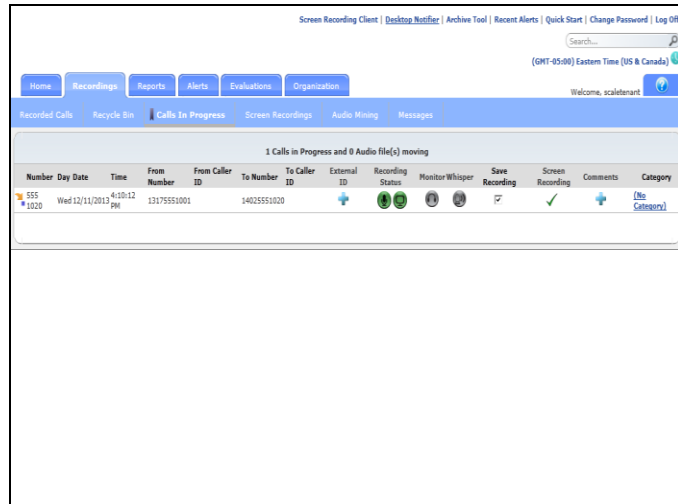 Screen Recording Client | Desktop Notifier | Archive Tool | Recent Alerts | Quick Start | Change Password | Log Off
Search...
(GMT-05:00) Eastern Time (US & Canada)
Home Recordings Reports Alerts Evaluations Organization
Welcome, scaletenant
Recorded Calls Recycle Bin Calls In Progress Screen Recordings Audio Mining Messages
1 Calls in Progress and 0 Audio file(s) moving
Number Day Date Time From Number From Caller ID To Number To Caller ID External ID Recording Status Monitor Whisper Save Recording Screen Recording Comments Category
555 1020 Wed 12/11/2013 4:10:12 PM 13175551001 14025551020 (No Category)